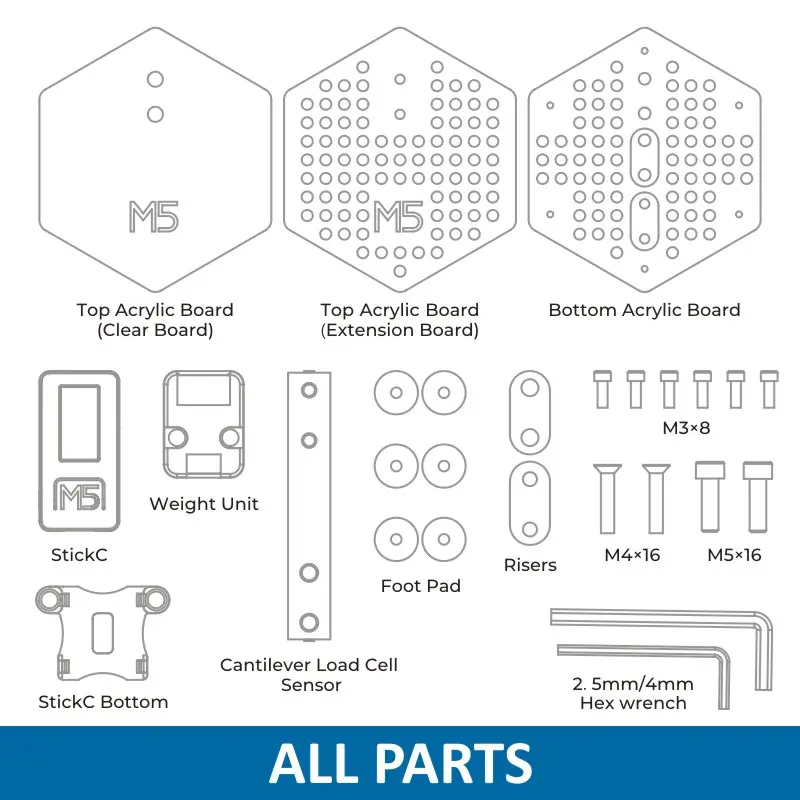 M5
M5
Top Acrylic Board
(Clear Board)
Top Acrylic Board
(Extension Board)
Bottom Acrylic Board
M5
StickC
Weight Unit
Cantilever Load Cell
Sensor
Foot Pad
Risers
M3×8
M4×16
M5×16
StickC Bottom
2. 5mm/4mm
Hex wrench
ALL PARTS